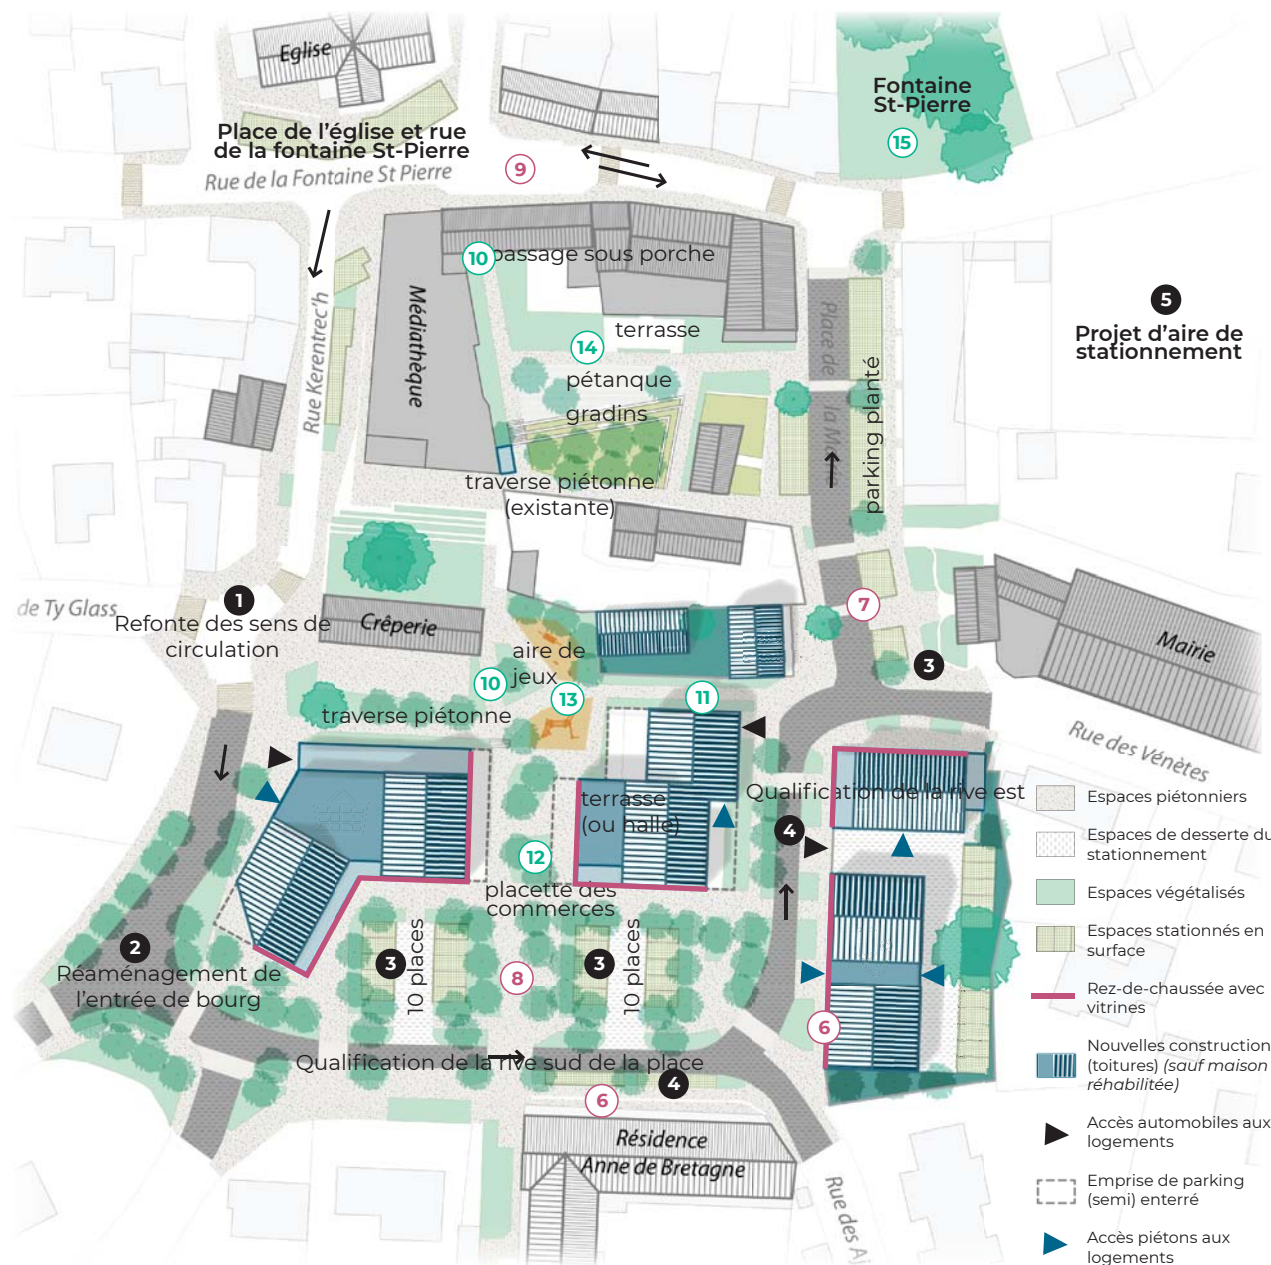 Eglise
Place de l'église et rue
de la fontaine St-Pierre
Rue de la Fontaine St Pierre
9
Fontaine
St-Pierre
15
10
passage sous porche
Médiathèque
Rue Kerentrec'h
terrasse
14
pétanque
gradins
Place de
la M
parking planté
5
Projet d'aire de
stationnement
traverse piétonne
(existante)
1
de Ty Glass
Refonte des sens de
circulation
Crêperie
aire de
jeux
10
13
11
7
3
Mairie
traverse piétonne
Rue des Vénètes
terrasse
(ou halle)
Qualification de la rive est
4
12
placette des
commerces
2
Réaménagement de
l'entrée de bourg
3
10 places
8
3
10 places
6
Qualification de la rive sud de la place
4
6
Résidence
Anne de Bretagne
Rue des
Espaces piétonniers
Espaces de desserte du
stationnement
Espaces végétalisés
Espaces stationnés en
surface
Rez-de-chaussée avec
vitrines
Nouvelles construction
(toitures) (sauf maison
réhabilitée)
Accès automobiles aux
logements
Emprise de parking
(semi) enterré
Accès piétons aux
logements